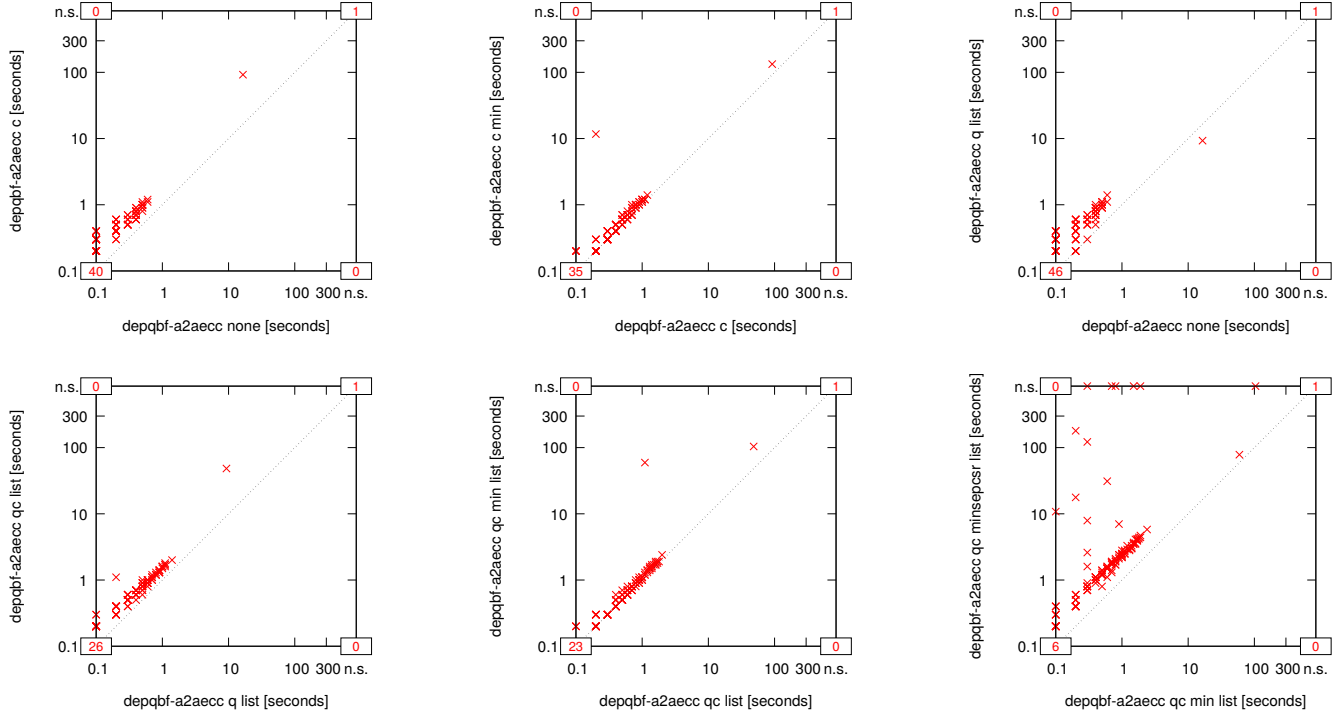 n.s. 0 1
300
100
10
1
0.1 40 0
0.1 1 10 100 300 n.s.
depqbf-a2aecc c [seconds]
depqbf-a2aecc none [seconds]
n.s. 0 1
300
100
10
1
0.1 35 0
0.1 1 10 100 300 n.s.
depqbf-a2aecc c min [seconds]
depqbf-a2aecc c [seconds]
n.s. 0 1
300
100
10
1
0.1 46 0
0.1 1 10 100 300 n.s.
depqbf-a2aecc q list [seconds]
depqbf-a2aecc none [seconds]
n.s. 0 1
300
100
10
1
0.1 26 0
0.1 1 10 100 300 n.s.
depqbf-a2aecc qc list [seconds]
depqbf-a2aecc q list [seconds]
n.s. 0 1
300
100
10
1
0.1 23 0
0.1 1 10 100 300 n.s.
depqbf-a2aecc qc min list [seconds]
depqbf-a2aecc qc list [seconds]
n.s. 0 1
300
100
10
1
0.1 6 0
0.1 1 10 100 300 n.s.
depqbf-a2aecc qc minsepcsr list [seconds]
depqbf-a2aecc qc min list [seconds]